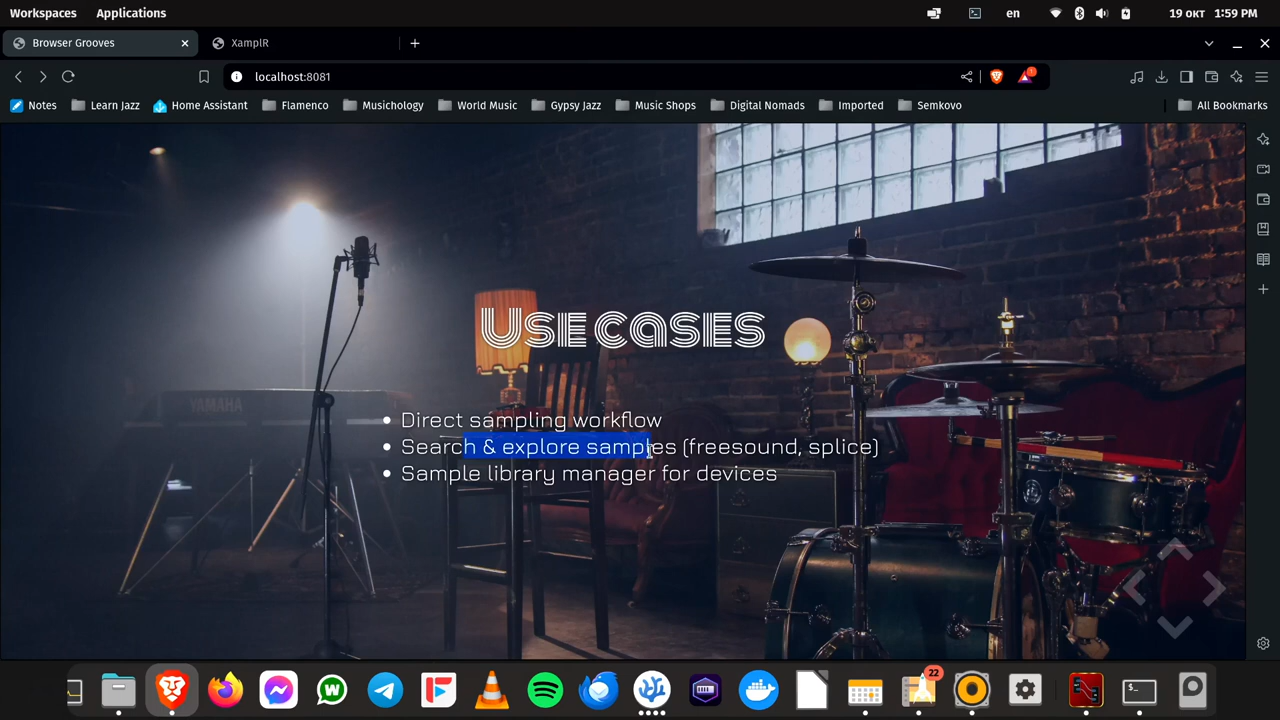 Workspaces Applications en 19 окт 1:59 PM
Browser Grooves XamplR
localhost:8081
Notes Learn Jazz Home Assistant Flamenco Musichology World Music Gypsy Jazz Music Shops Digital Nomads Imported Semkovo All Bookmarks
YAMAHA
Use cases
• Direct sampling workflow
• Search & explore samples (freesound, splice)
• Sample library manager for devices
22